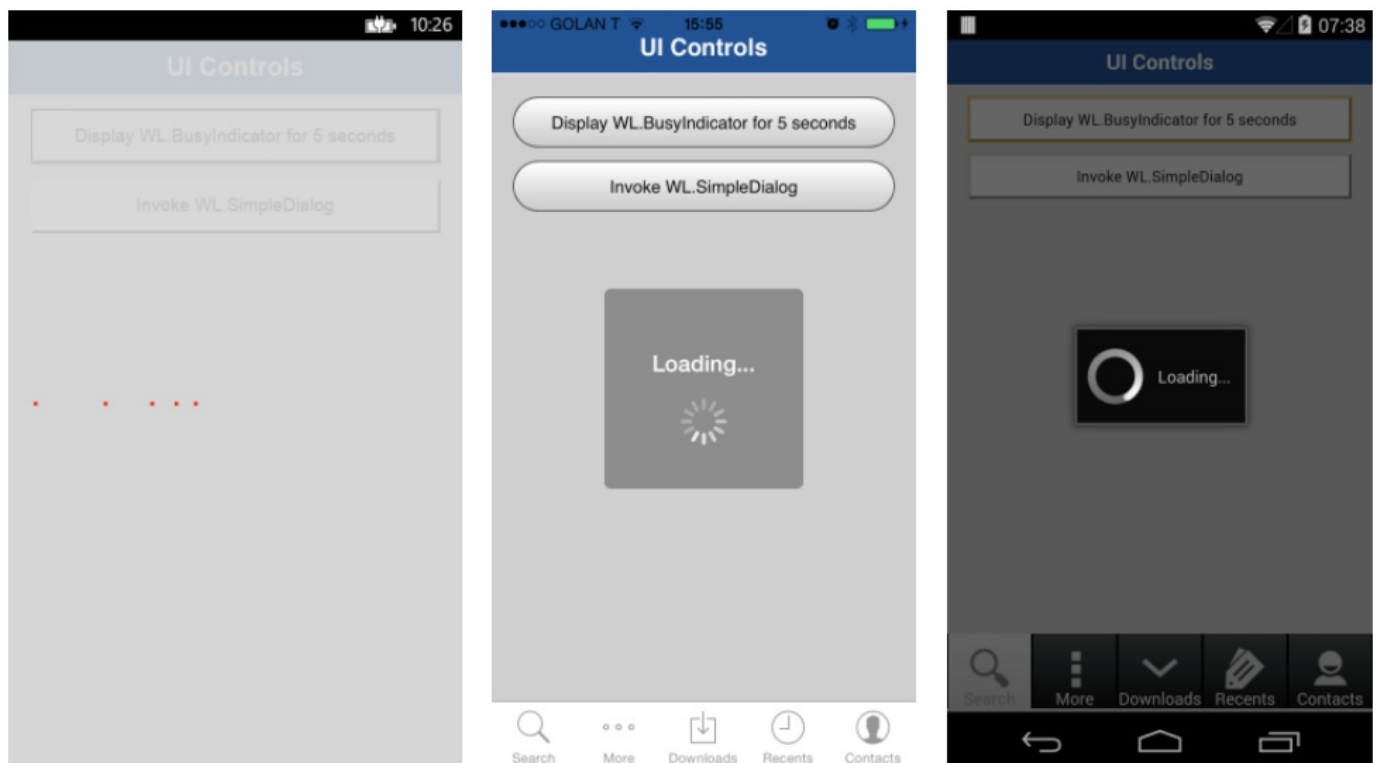 10:26
UI Controls
Display WL.BusyIndicator for 5 seconds
Invoke WL.SimpleDialog
GOLAN T 15:55
UI Controls
Display WL.BusyIndicator for 5 seconds
Invoke WL.SimpleDialog
Loading...
Search More Downloads Recents Contacts
07:38
UI Controls
Display WL.BusyIndicator for 5 seconds
Invoke WL.SimpleDialog
Loading...
Search More Downloads Recents Contacts